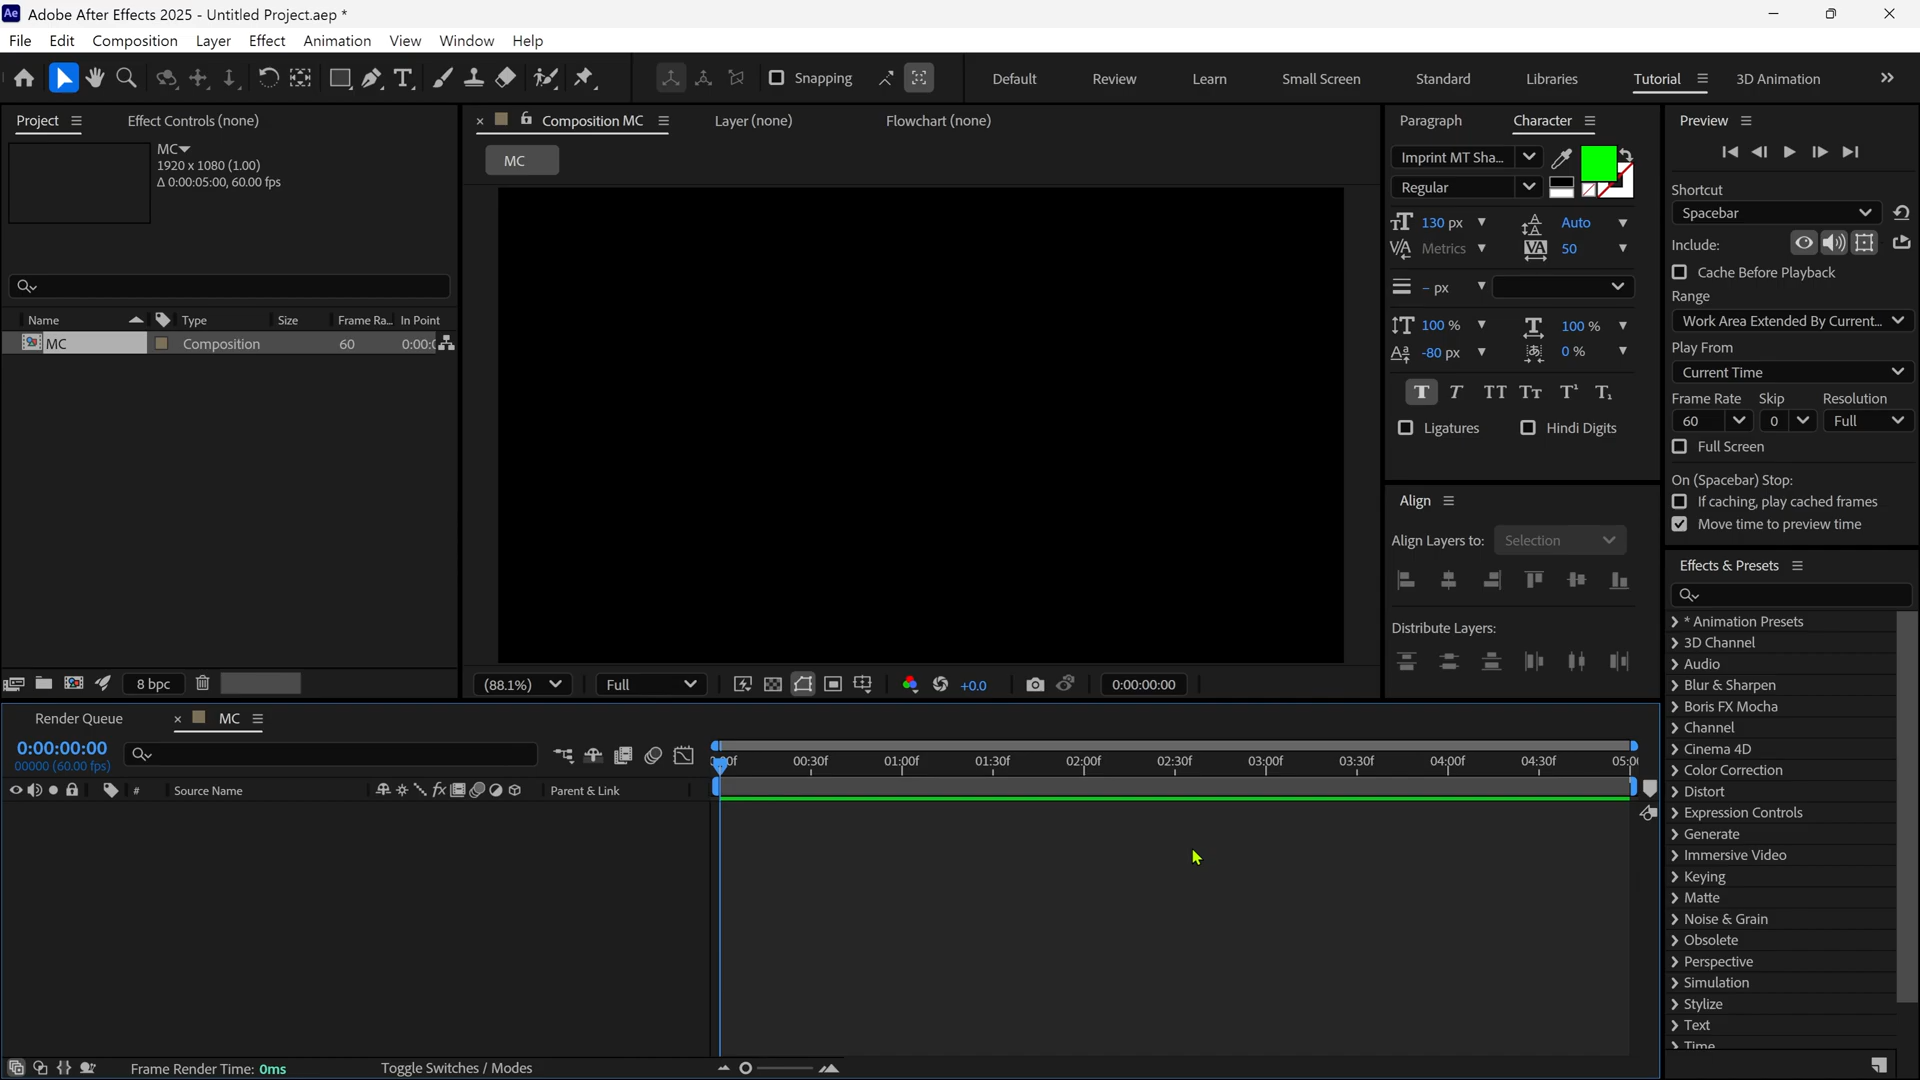 Adobe After Effects 2025 - Untitled Project.aep *
File Edit Composition Layer Effect Animation View Window Help
Snapping Default Review Learn Small Screen Standard Libraries Tutorial 3D Animation
Project Effect Controls (none)
MC
1920 x 1080 (1.00)
Δ 0:00:05:00, 60.00 fps
Name Type Size Frame Ra... In Point
MC Composition 60 0:00:0
8 bpc
Composition MC Layer (none) Flowchart (none)
MC
(88.1%) Full +0.0 0:00:00:00
Paragraph Character
Imprint MT Sha...
Regular
130 px Auto
Metrics 50
– px
100 % 100 %
-80 px 0 %
Ligatures Hindi Digits
Align
Align Layers to: Selection
Distribute Layers:
Preview
Shortcut
Spacebar
Include:
Cache Before Playback
Range
Work Area Extended By Current...
Play From
Current Time
Frame Rate Skip Resolution
60 0 Full
Full Screen
On (Spacebar) Stop:
If caching, play cached frames
Move time to preview time
Effects & Presets
* Animation Presets
3D Channel
Audio
Blur & Sharpen
Boris FX Mocha
Channel
Cinema 4D
Color Correction
Distort
Expression Controls
Generate
Immersive Video
Keying
Matte
Noise & Grain
Obsolete
Perspective
Simulation
Stylize
Text
Time
Render Queue MC
0:00:00:00
00000 (60.00 fps)
# Source Name Parent & Link
00:30f 01:00f 01:30f 02:00f 02:30f 03:00f 03:30f 04:00f 04:30f 05:00
Frame Render Time: 0ms Toggle Switches / Modes